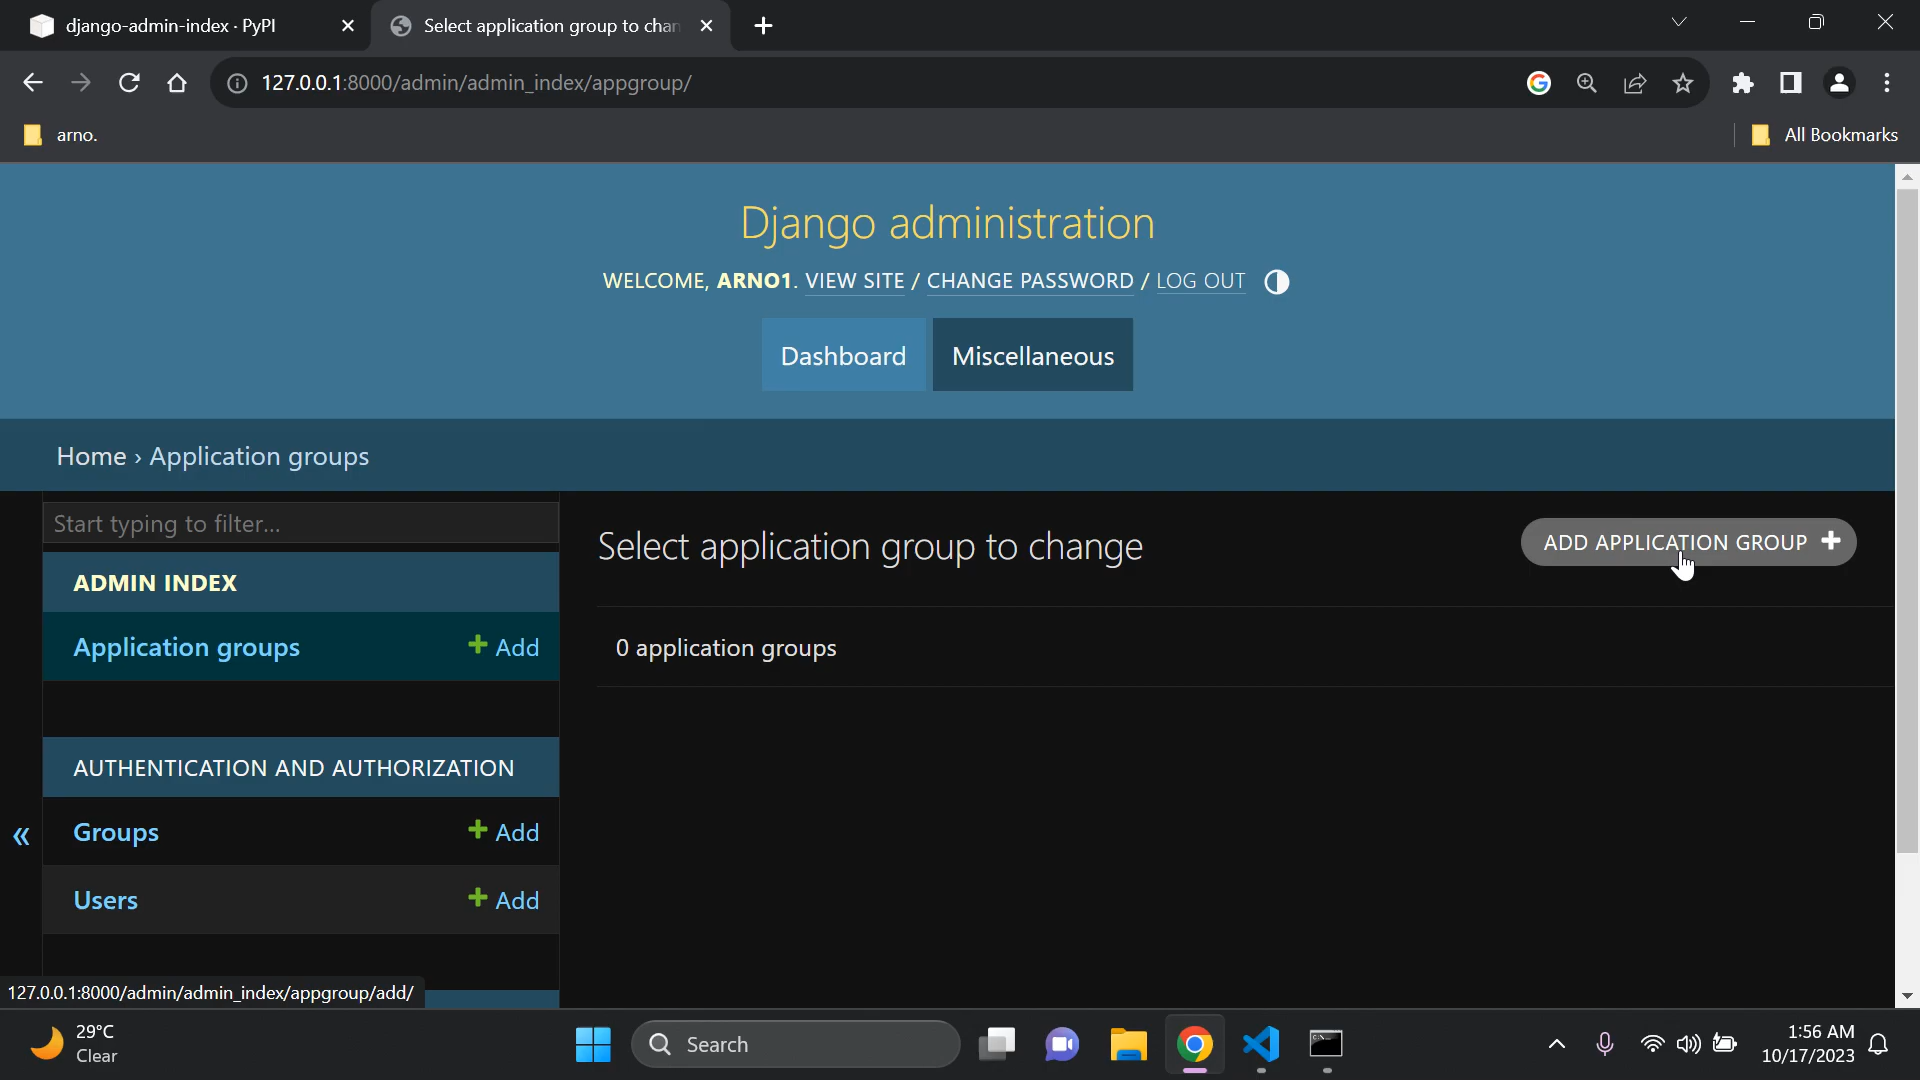 django-admin-index · PyPI
Select application group to chan
127.0.0.1:8000/admin/admin_index/appgroup/
arno.
All Bookmarks
Django administration
WELCOME, ARNO1. VIEW SITE / CHANGE PASSWORD / LOG OUT
Dashboard
Miscellaneous
Home › Application groups
Start typing to filter...
Select application group to change
ADD APPLICATION GROUP +
ADMIN INDEX
Application groups
+ Add
0 application groups
AUTHENTICATION AND AUTHORIZATION
«
Groups
+ Add
Users
+ Add
127.0.0.1:8000/admin/admin_index/appgroup/add/
29°C
Clear
Search
1:56 AM
10/17/2023